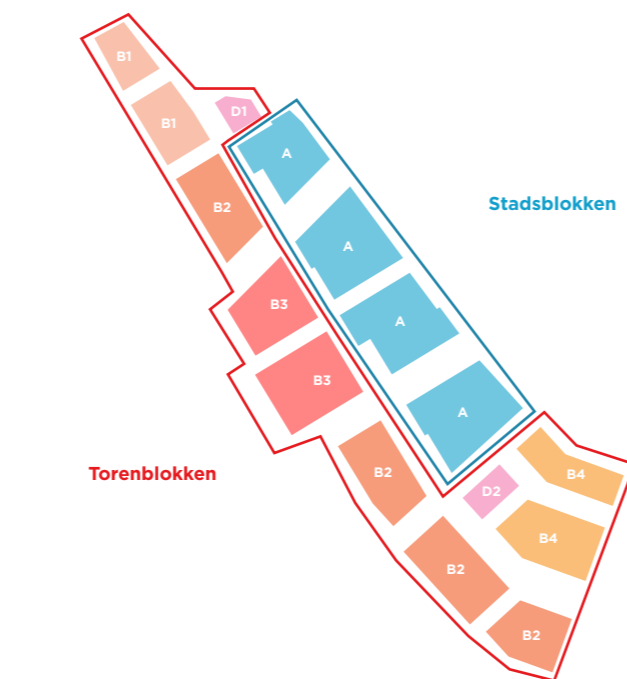 B1
D1
B1
A
Stadsblokken
B2
A
B3
A
B3
A
Torenblokken
B2
B4
D2
B4
B2
B2